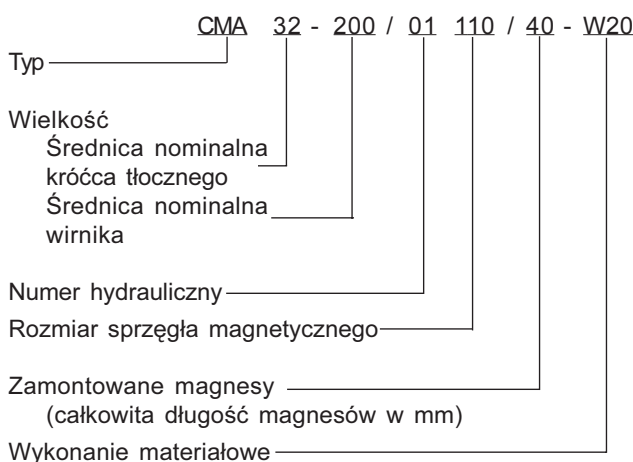 CMA 32 - 200 / 01 110 / 40 - W20
Typ
Wielkość
Średnica nominalna
króćca tłocznego
Średnica nominalna
wirnika
Numer hydrauliczny
Rozmiar sprzęgła magnetycznego
Zamontowane magnesy
(całkowita długość magnesów w mm)
Wykonanie materiałowe